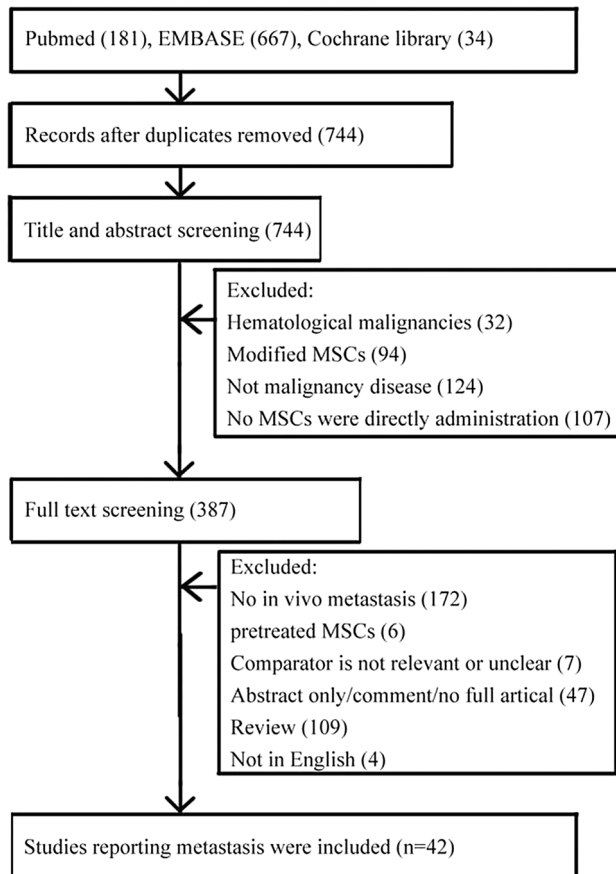 Pubmed (181), EMBASE (667), Cochrane library (34)
Records after duplicates removed (744)
Title and abstract screening (744)
Excluded:
Hematological malignancies (32)
Modified MSCs (94)
Not malignancy disease (124)
No MSCs were directly administration (107)
Full text screening (387)
Excluded:
No in vivo metastasis (172)
pretreated MSCs (6)
Comparator is not relevant or unclear (7)
Abstract only/comment/no full artical (47)
Review (109)
Not in English (4)
Studies reporting metastasis were included (n=42)